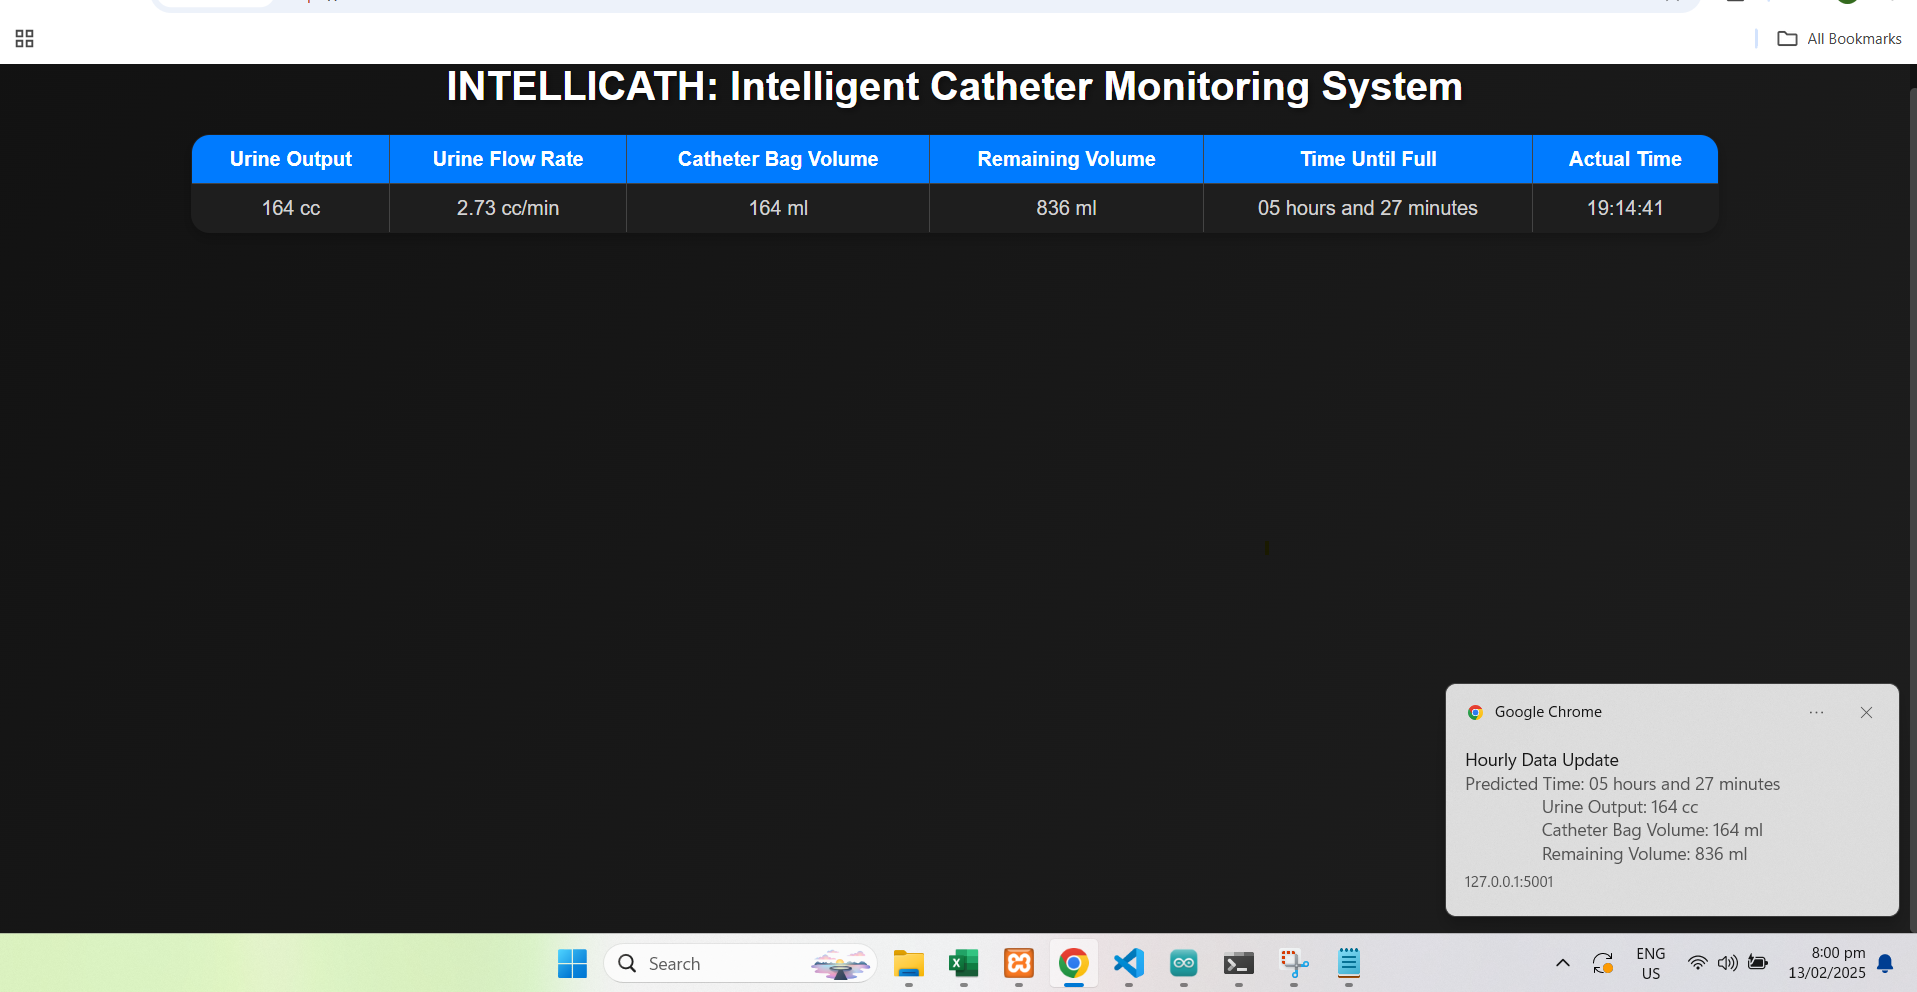 All Bookmarks
INTELLICATH: Intelligent Catheter Monitoring System
Urine Output Urine Flow Rate Catheter Bag Volume Remaining Volume Time Until Full Actual Time
164 cc 2.73 cc/min 164 ml 836 ml 05 hours and 27 minutes 19:14:41
Google Chrome
Hourly Data Update
Predicted Time: 05 hours and 27 minutes
Urine Output: 164 cc
Catheter Bag Volume: 164 ml
Remaining Volume: 836 ml
127.0.0.1:5001
Search
ENG
US
8:00 pm
13/02/2025